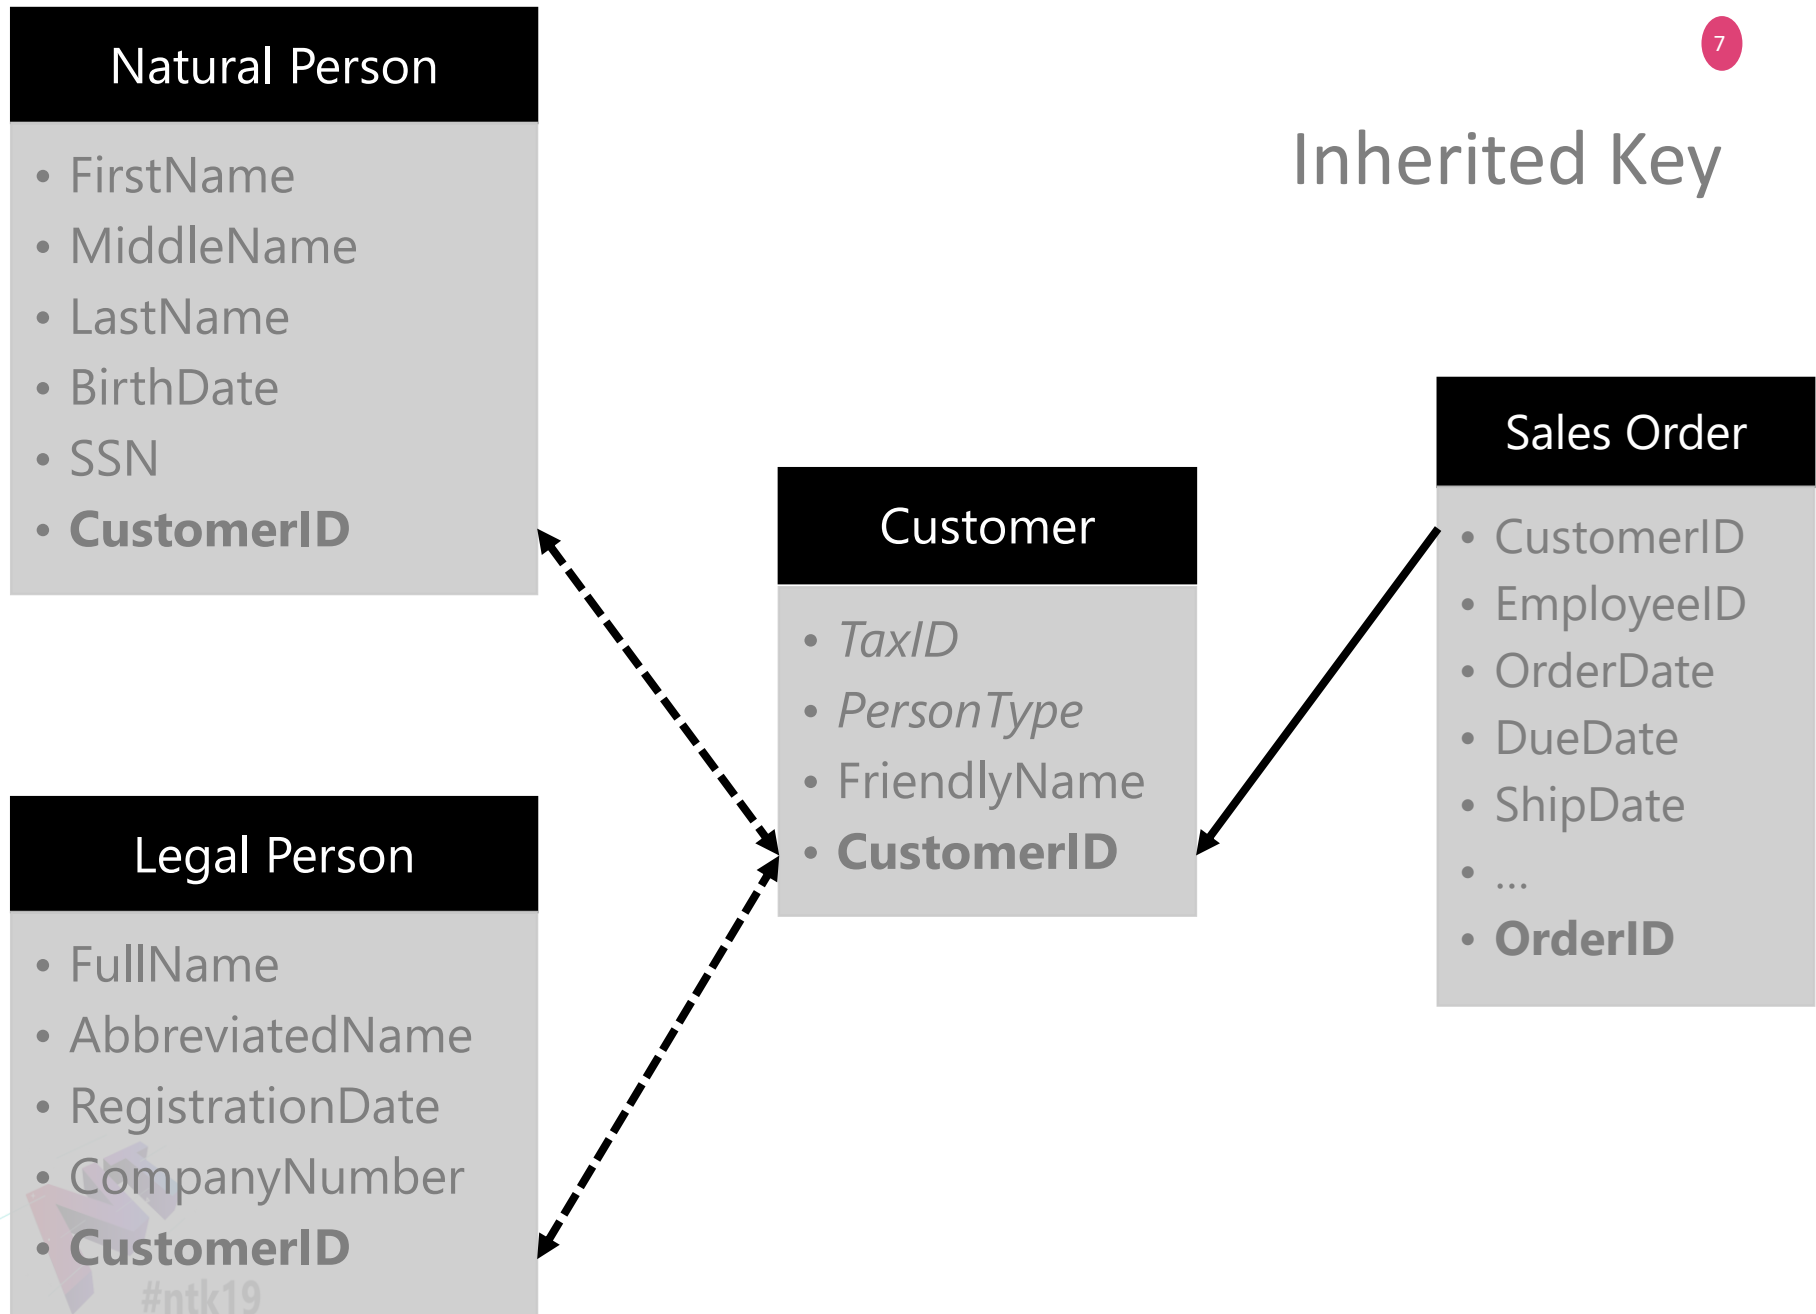 7
Inherited Key
Natural Person
• FirstName
• MiddleName
• LastName
• BirthDate
• SSN
• CustomerID
Legal Person
• FullName
• AbbreviatedName
• RegistrationDate
• CompanyNumber
• CustomerID
#ntk19
Customer
• TaxID
• PersonType
• FriendlyName
• CustomerID
Sales Order
• CustomerID
• EmployeeID
• OrderDate
• DueDate
• ShipDate
• ...
• OrderID